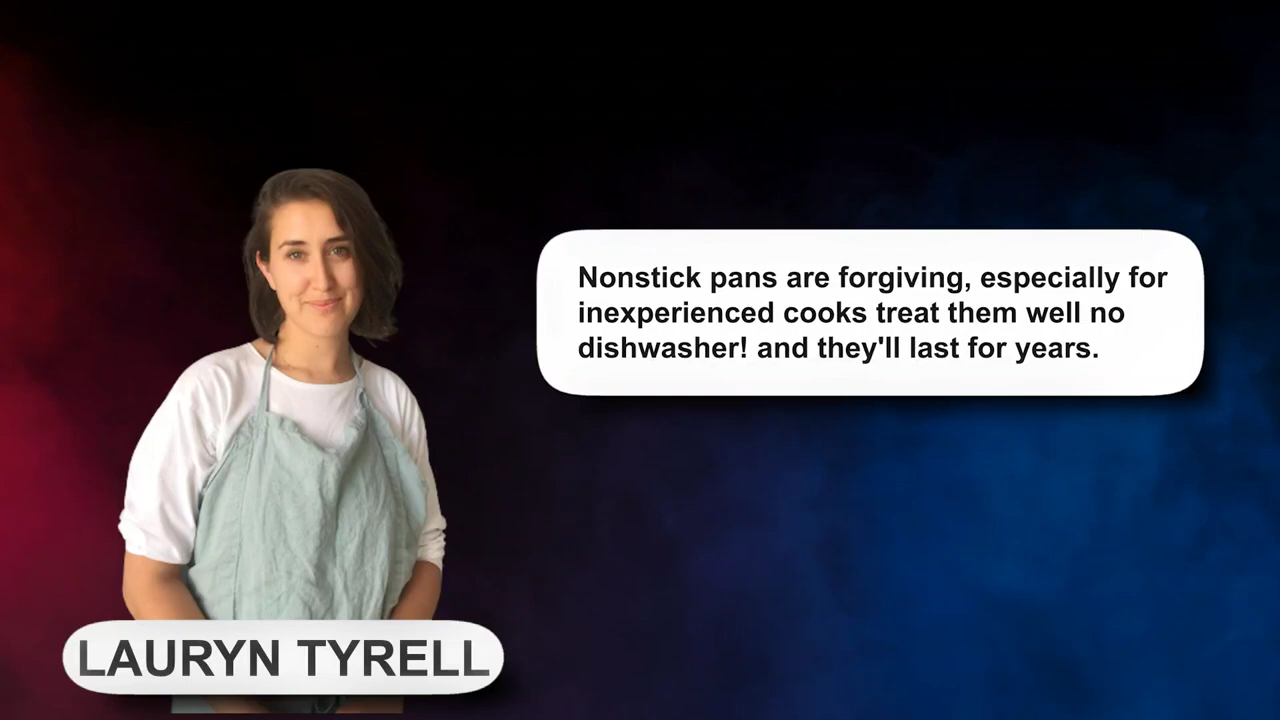 Nonstick pans are forgiving, especially for
inexperienced cooks treat them well no
dishwasher! and they'll last for years.
LAURYN TYRELL